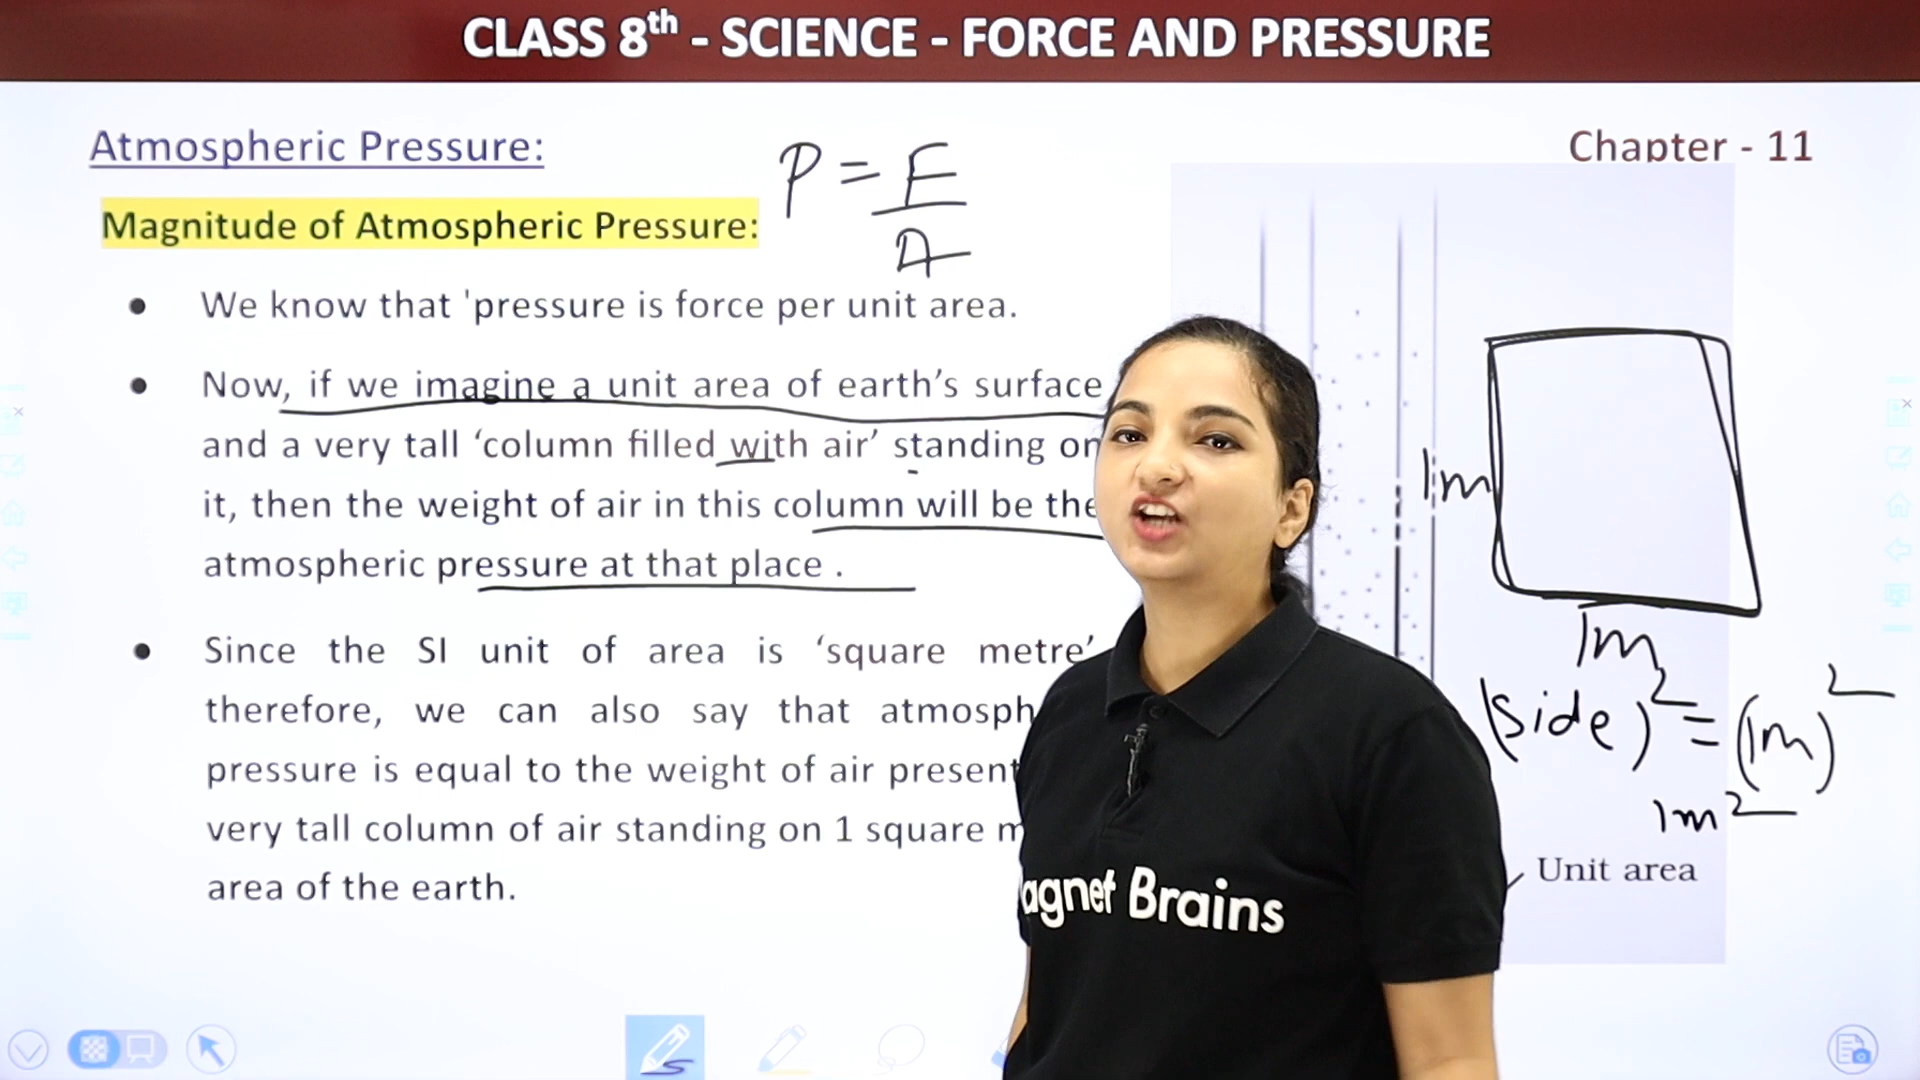 CLASS 8th - SCIENCE - FORCE AND PRESSURE
Atmospheric Pressure:
Chapter - 11
P = F/A
Magnitude of Atmospheric Pressure:
• We know that 'pressure is force per unit area.
• Now, if we imagine a unit area of earth’s surface
and a very tall ‘column filled with air’ standing on
it, then the weight of air in this column will be the
atmospheric pressure at that place .
• Since the SI unit of area is ‘square metre’
therefore, we can also say that
pressure is equal to the weight of air present
very tall column of air standing on 1 square
area of the earth.
1m
1m
(side)² = (1m)²
1m²
Unit area
agnet Brains